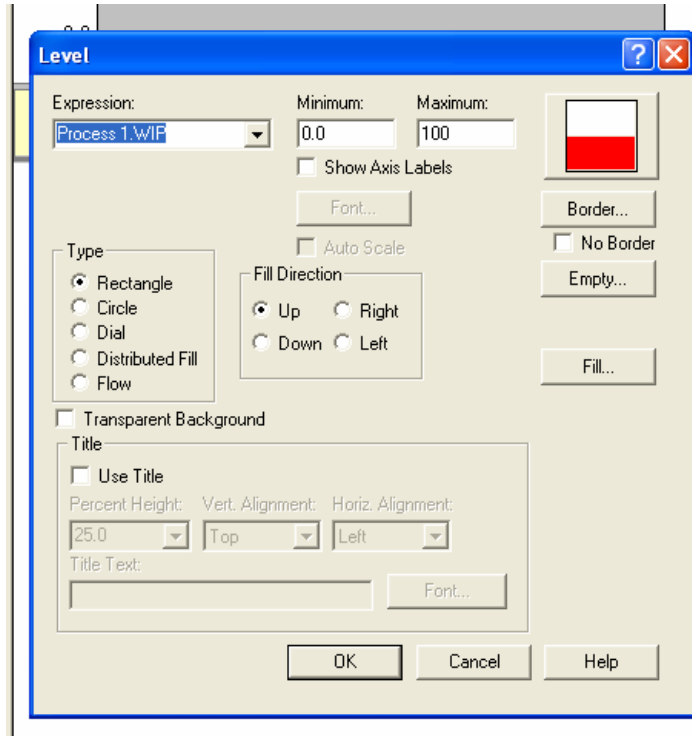 0.0
Level
Expression:
Minimum:
Maximum:
Process 1.WIP
0.0
100
Show Axis Labels
Font...
Border...
Auto Scale
No Border
Type
Fill Direction
Empty...
Rectangle
Up
Right
Circle
Dial
Down
Left
Distributed Fill
Fill...
Flow
Transparent Background
Title
Use Title
Percent Height:
Vert. Alignment:
Horiz. Alignment:
25.0
Top
Left
Title Text:
Font...
OK
Cancel
Help